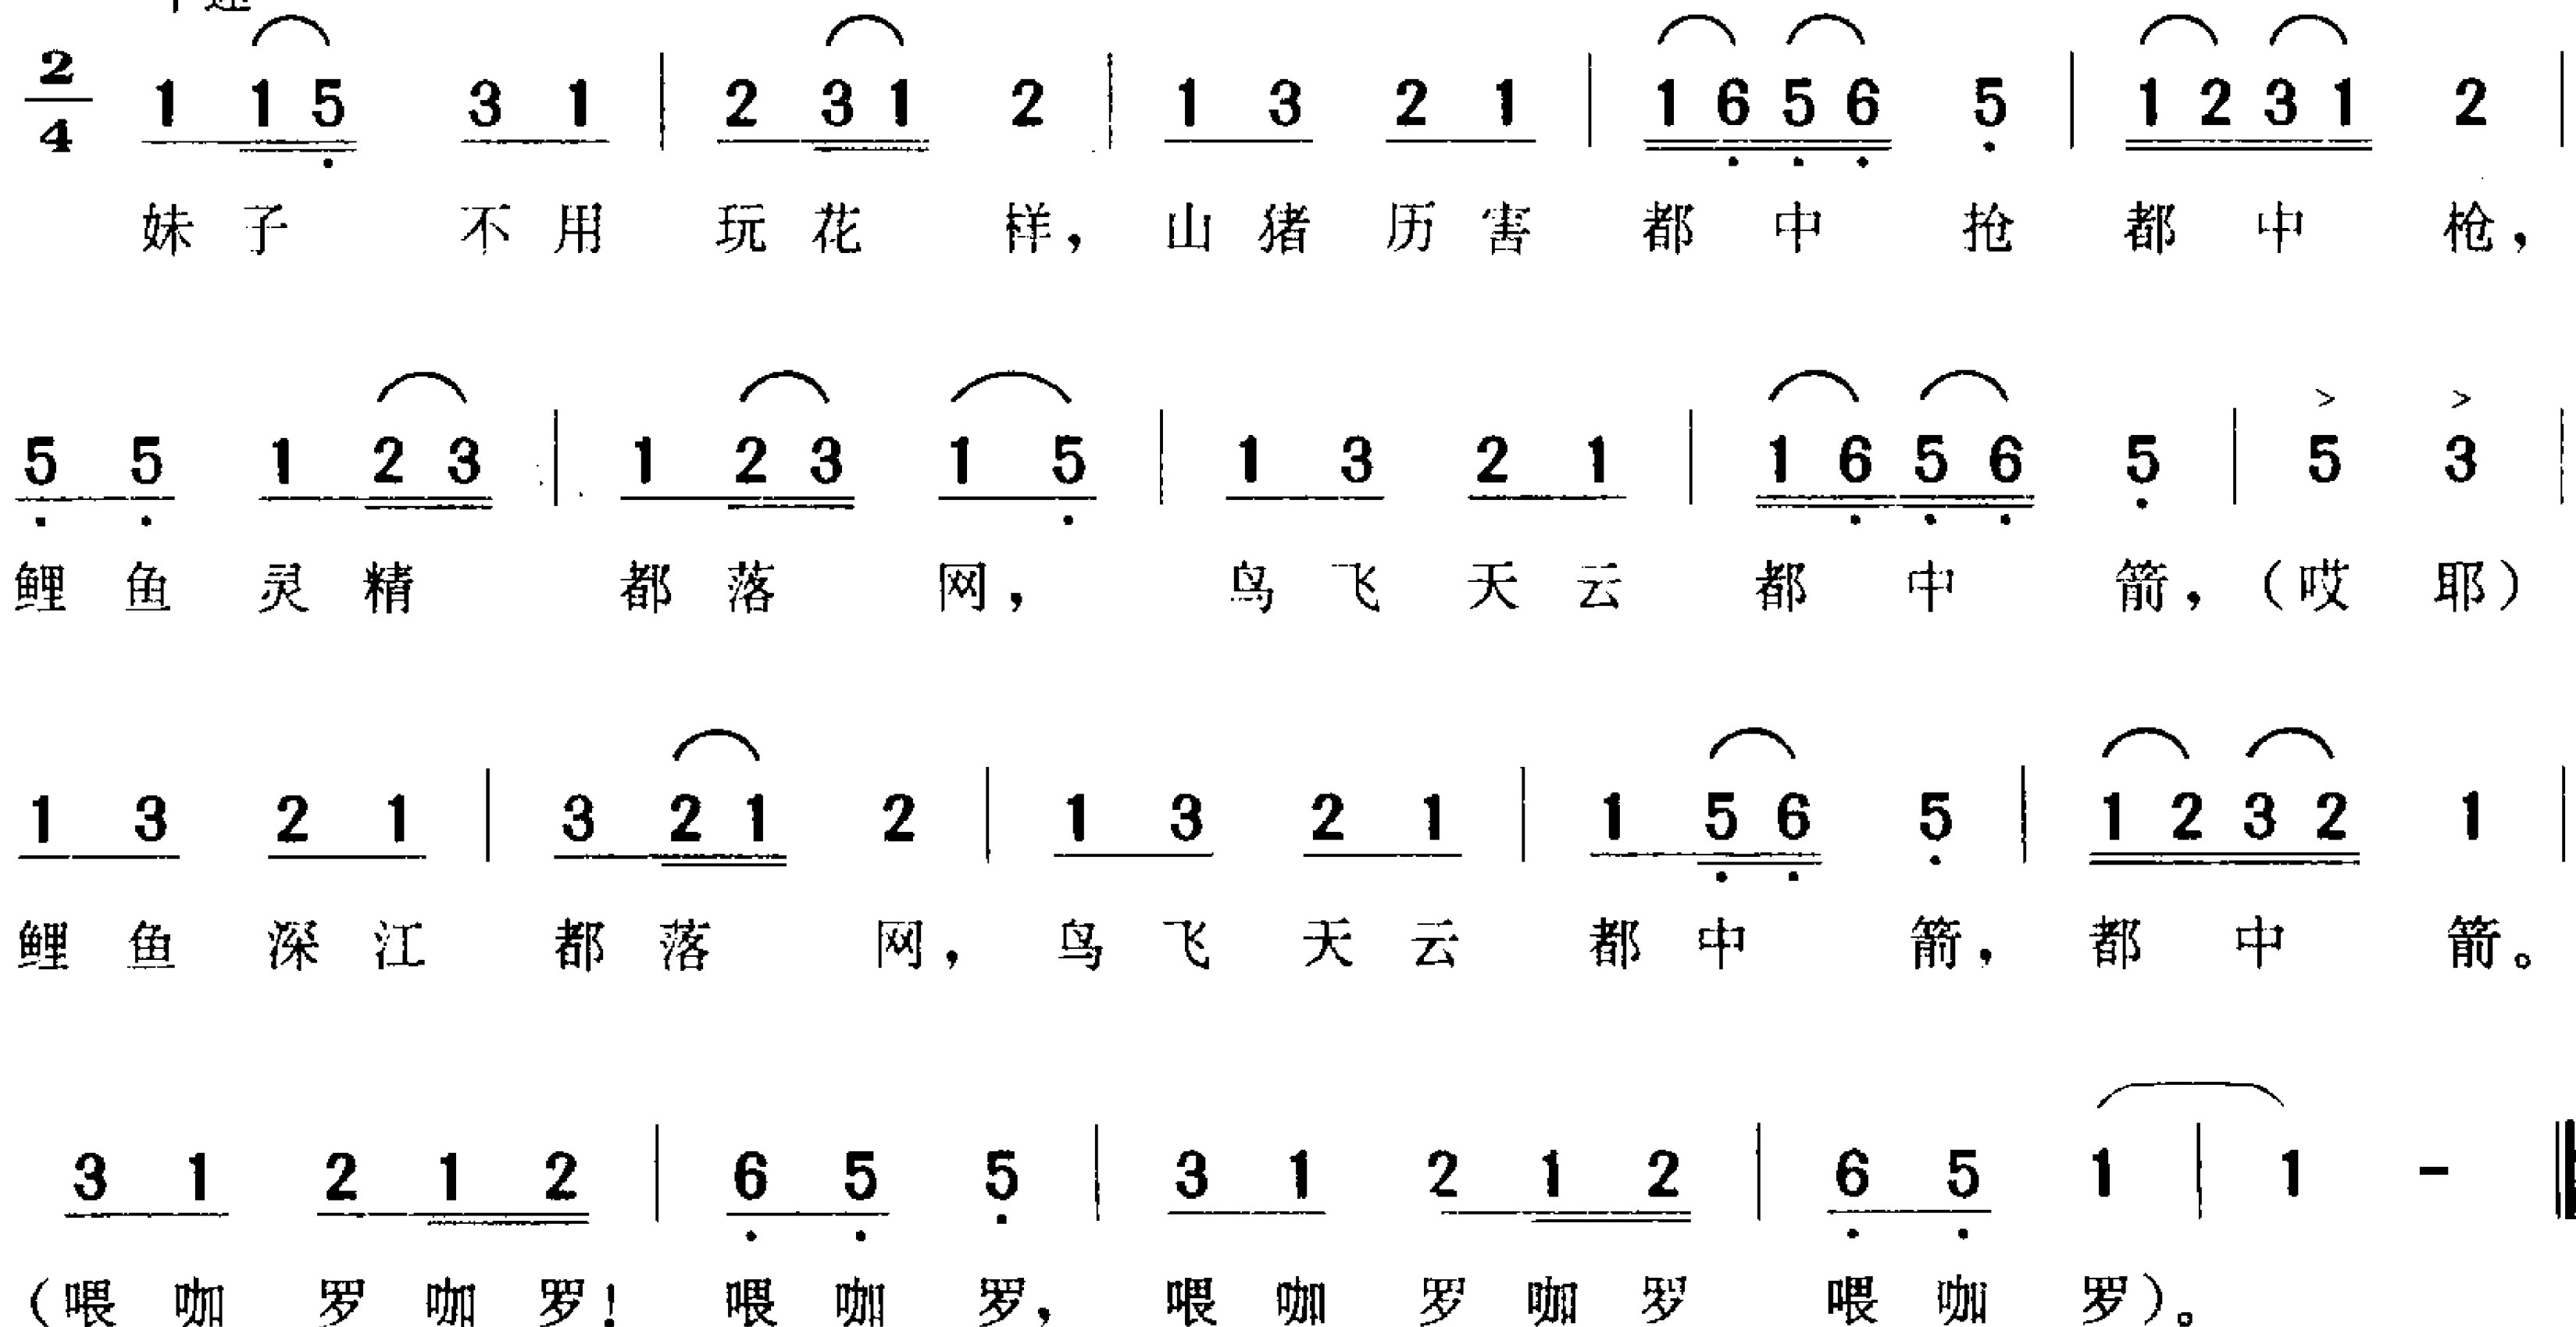 2/4 1 1 5 3 1 | 2 3 1 2 | 1 3 2 1 | 1 6 5 6 5 | 1 2 3 1 2 |
妹子 不用 玩花 样,山猪 历害 都中 抢 都中 枪,
5 5 1 2 3 | 1 2 3 1 5 | 1 3 2 1 | 1 6 5 6 5 | 5 3 |
鲤鱼 灵精 都落 网, 鸟飞 天云 都中 箭,(哎 耶)
1 3 2 1 | 3 2 1 2 | 1 3 2 1 | 1 5 6 5 | 1 2 3 2 1 |
鲤鱼 深江 都落 网, 鸟飞 天云 都中 箭, 都中 箭。
3 1 2 1 2 | 6 5 5 | 3 1 2 1 2 | 6 5 1 | 1 - ‖
(喂咖 罗咖罗! 喂咖 罗, 喂咖 罗咖罗 喂咖 罗)。